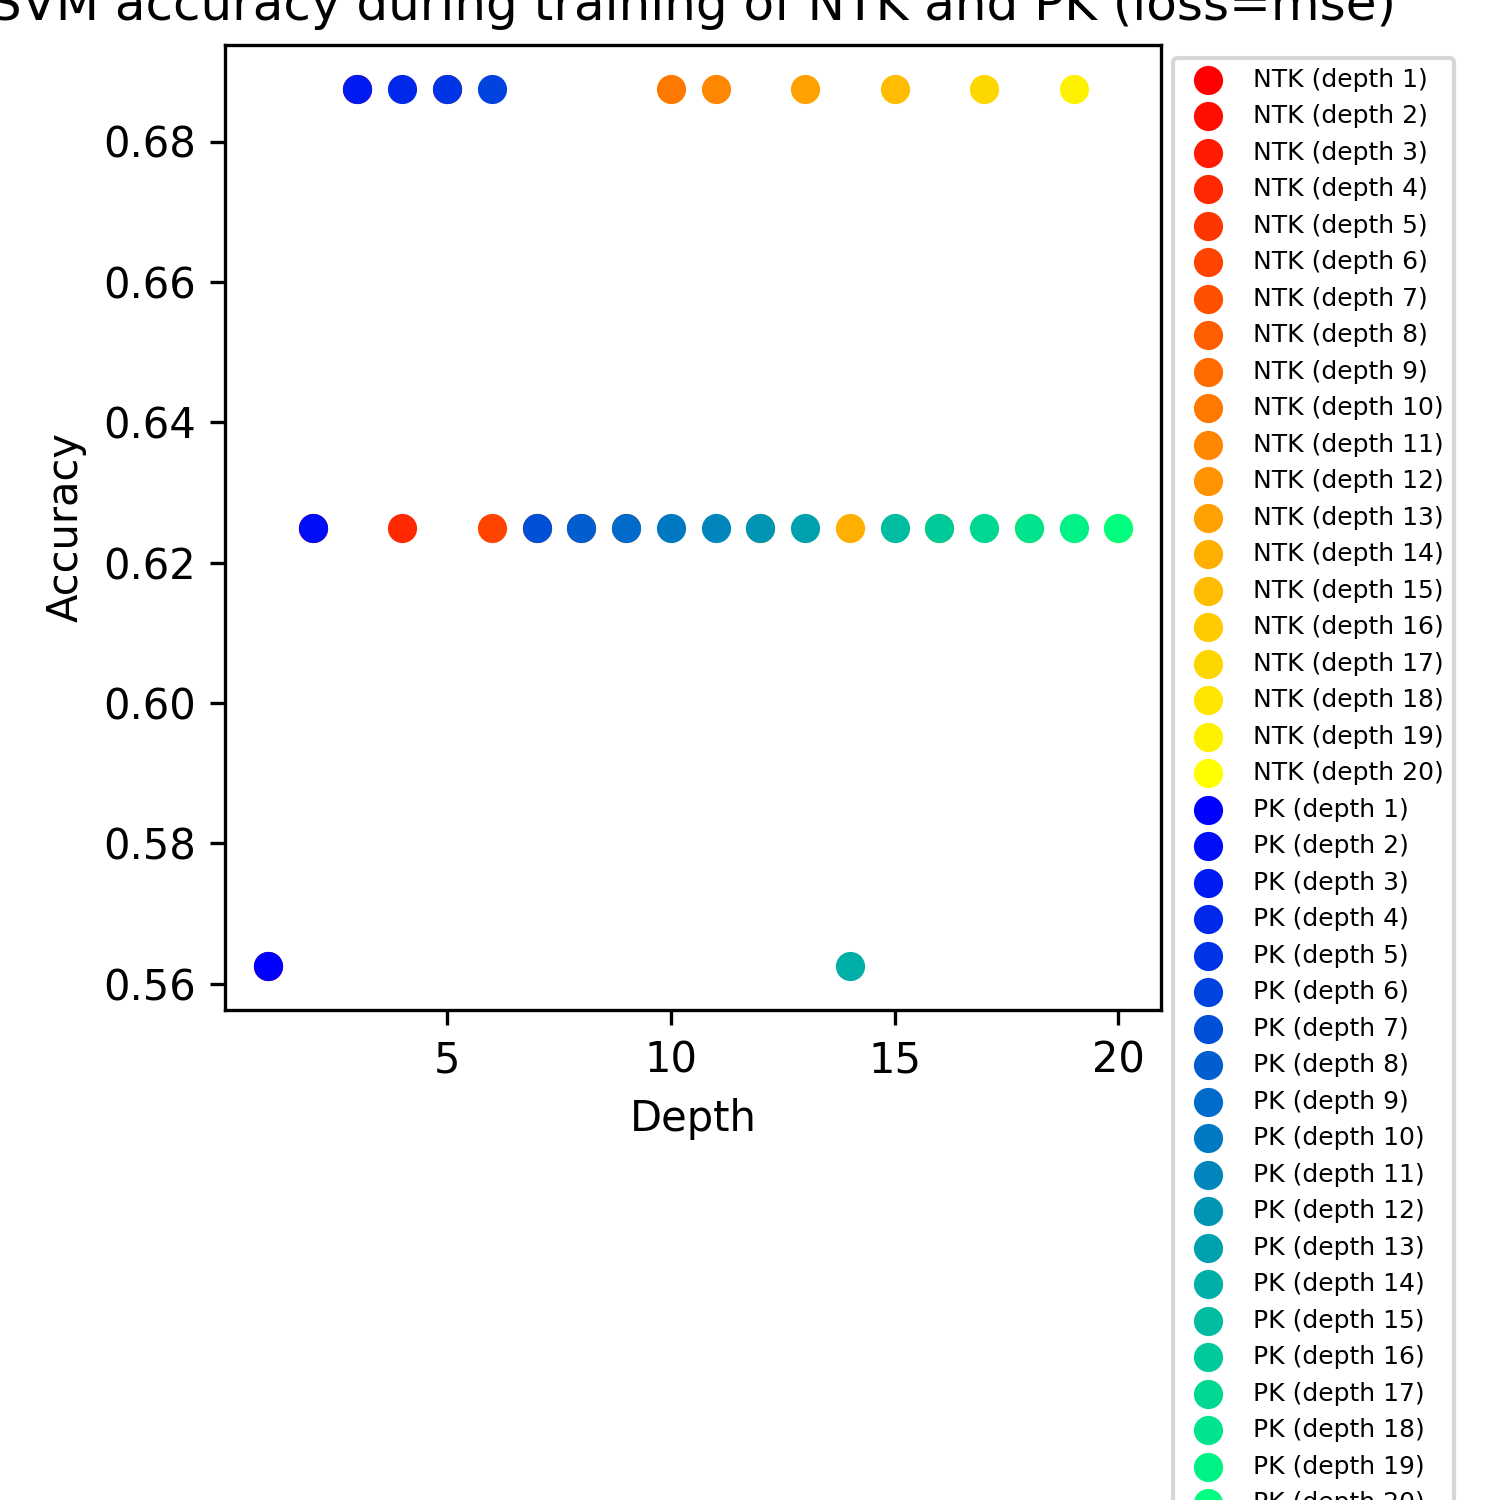 SVM accuracy during training of NTK and PK (loss=mse)
0.68
0.66
0.64
0.62
0.60
0.58
0.56
Accuracy
5 10 15 20
Depth
NTK (depth 1)
NTK (depth 2)
NTK (depth 3)
NTK (depth 4)
NTK (depth 5)
NTK (depth 6)
NTK (depth 7)
NTK (depth 8)
NTK (depth 9)
NTK (depth 10)
NTK (depth 11)
NTK (depth 12)
NTK (depth 13)
NTK (depth 14)
NTK (depth 15)
NTK (depth 16)
NTK (depth 17)
NTK (depth 18)
NTK (depth 19)
NTK (depth 20)
PK (depth 1)
PK (depth 2)
PK (depth 3)
PK (depth 4)
PK (depth 5)
PK (depth 6)
PK (depth 7)
PK (depth 8)
PK (depth 9)
PK (depth 10)
PK (depth 11)
PK (depth 12)
PK (depth 13)
PK (depth 14)
PK (depth 15)
PK (depth 16)
PK (depth 17)
PK (depth 18)
PK (depth 19)
PK (depth 20)